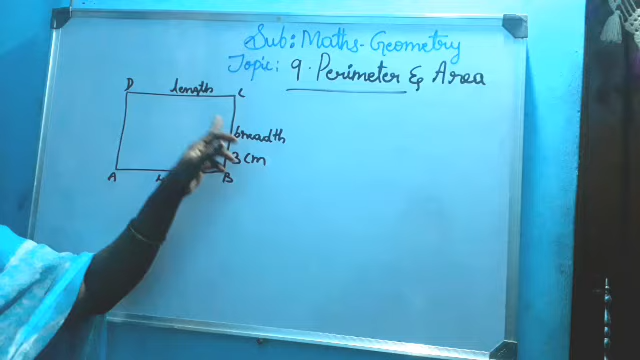 Sub: Maths-Geometry
Topic: 9. Perimeter & Area
D length C
breadth
3 cm
A B